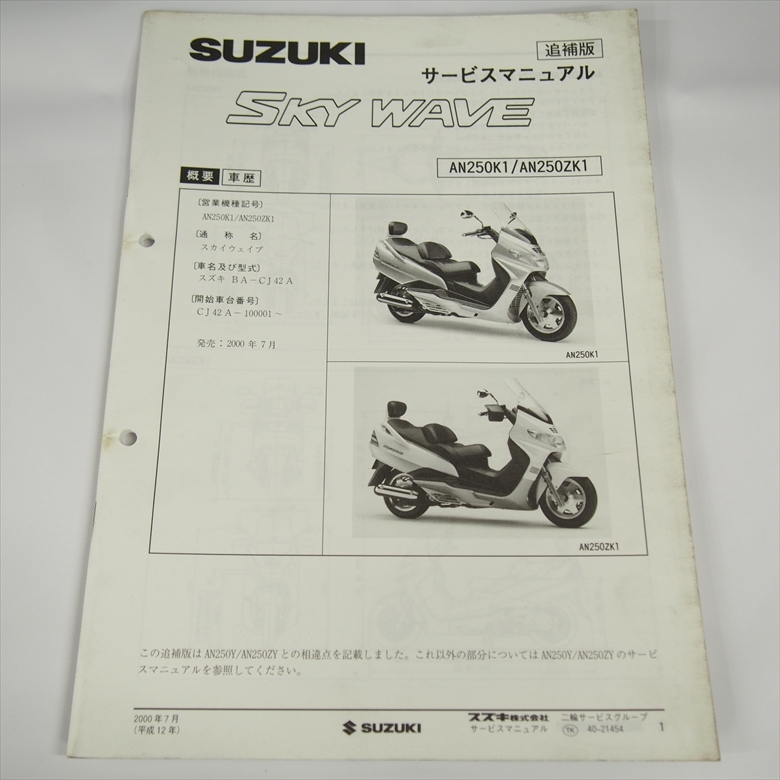 SUZUKI
追補版
サービスマニュアル
SKY WAVE
AN250K1/AN250ZK1
概要 車歴
〔営業機種記号〕
AN250K1/AN250ZK1
〔通称名〕
スカイウェイブ
〔車名及び型式〕
スズキ BA-CJ42A
〔開始車台番号〕
CJ42A-100001~
発売:2000年7月
AN250K1
AN250ZK1
この追補版はAN250Y/AN250ZYとの相違点を記載しました。これ以外の部分についてはAN250Y/AN250ZYのサービ
スマニュアルを参照してください。
2000年7月
(平成12年)
SUZUKI
スズキ株式会社 二輪サービスグループ
サービスマニュアル TK 40-21454
1